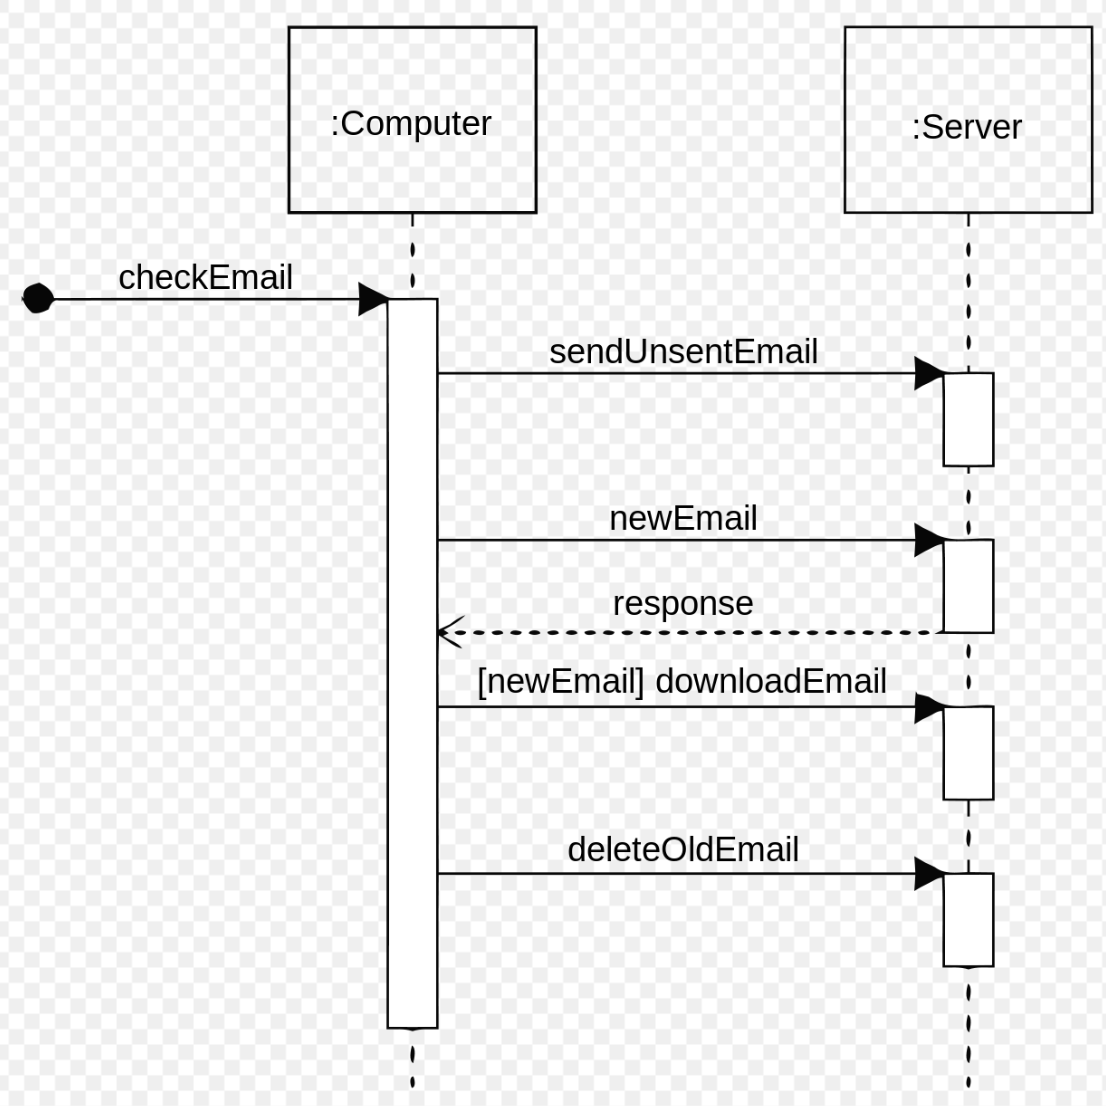 :Computer
:Server
checkEmail
sendUnsentEmail
newEmail
response
[newEmail] downloadEmail
deleteOldEmail